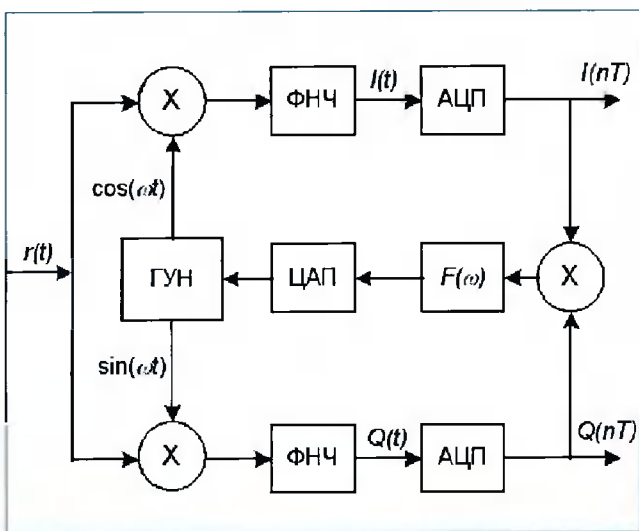 X ФНЧ I(t) АЦП I(nT)
cos(ωt)
r(t) ГУН ЦАП F(ω) X
sin(ωt)
X ФНЧ Q(t) АЦП Q(nT)